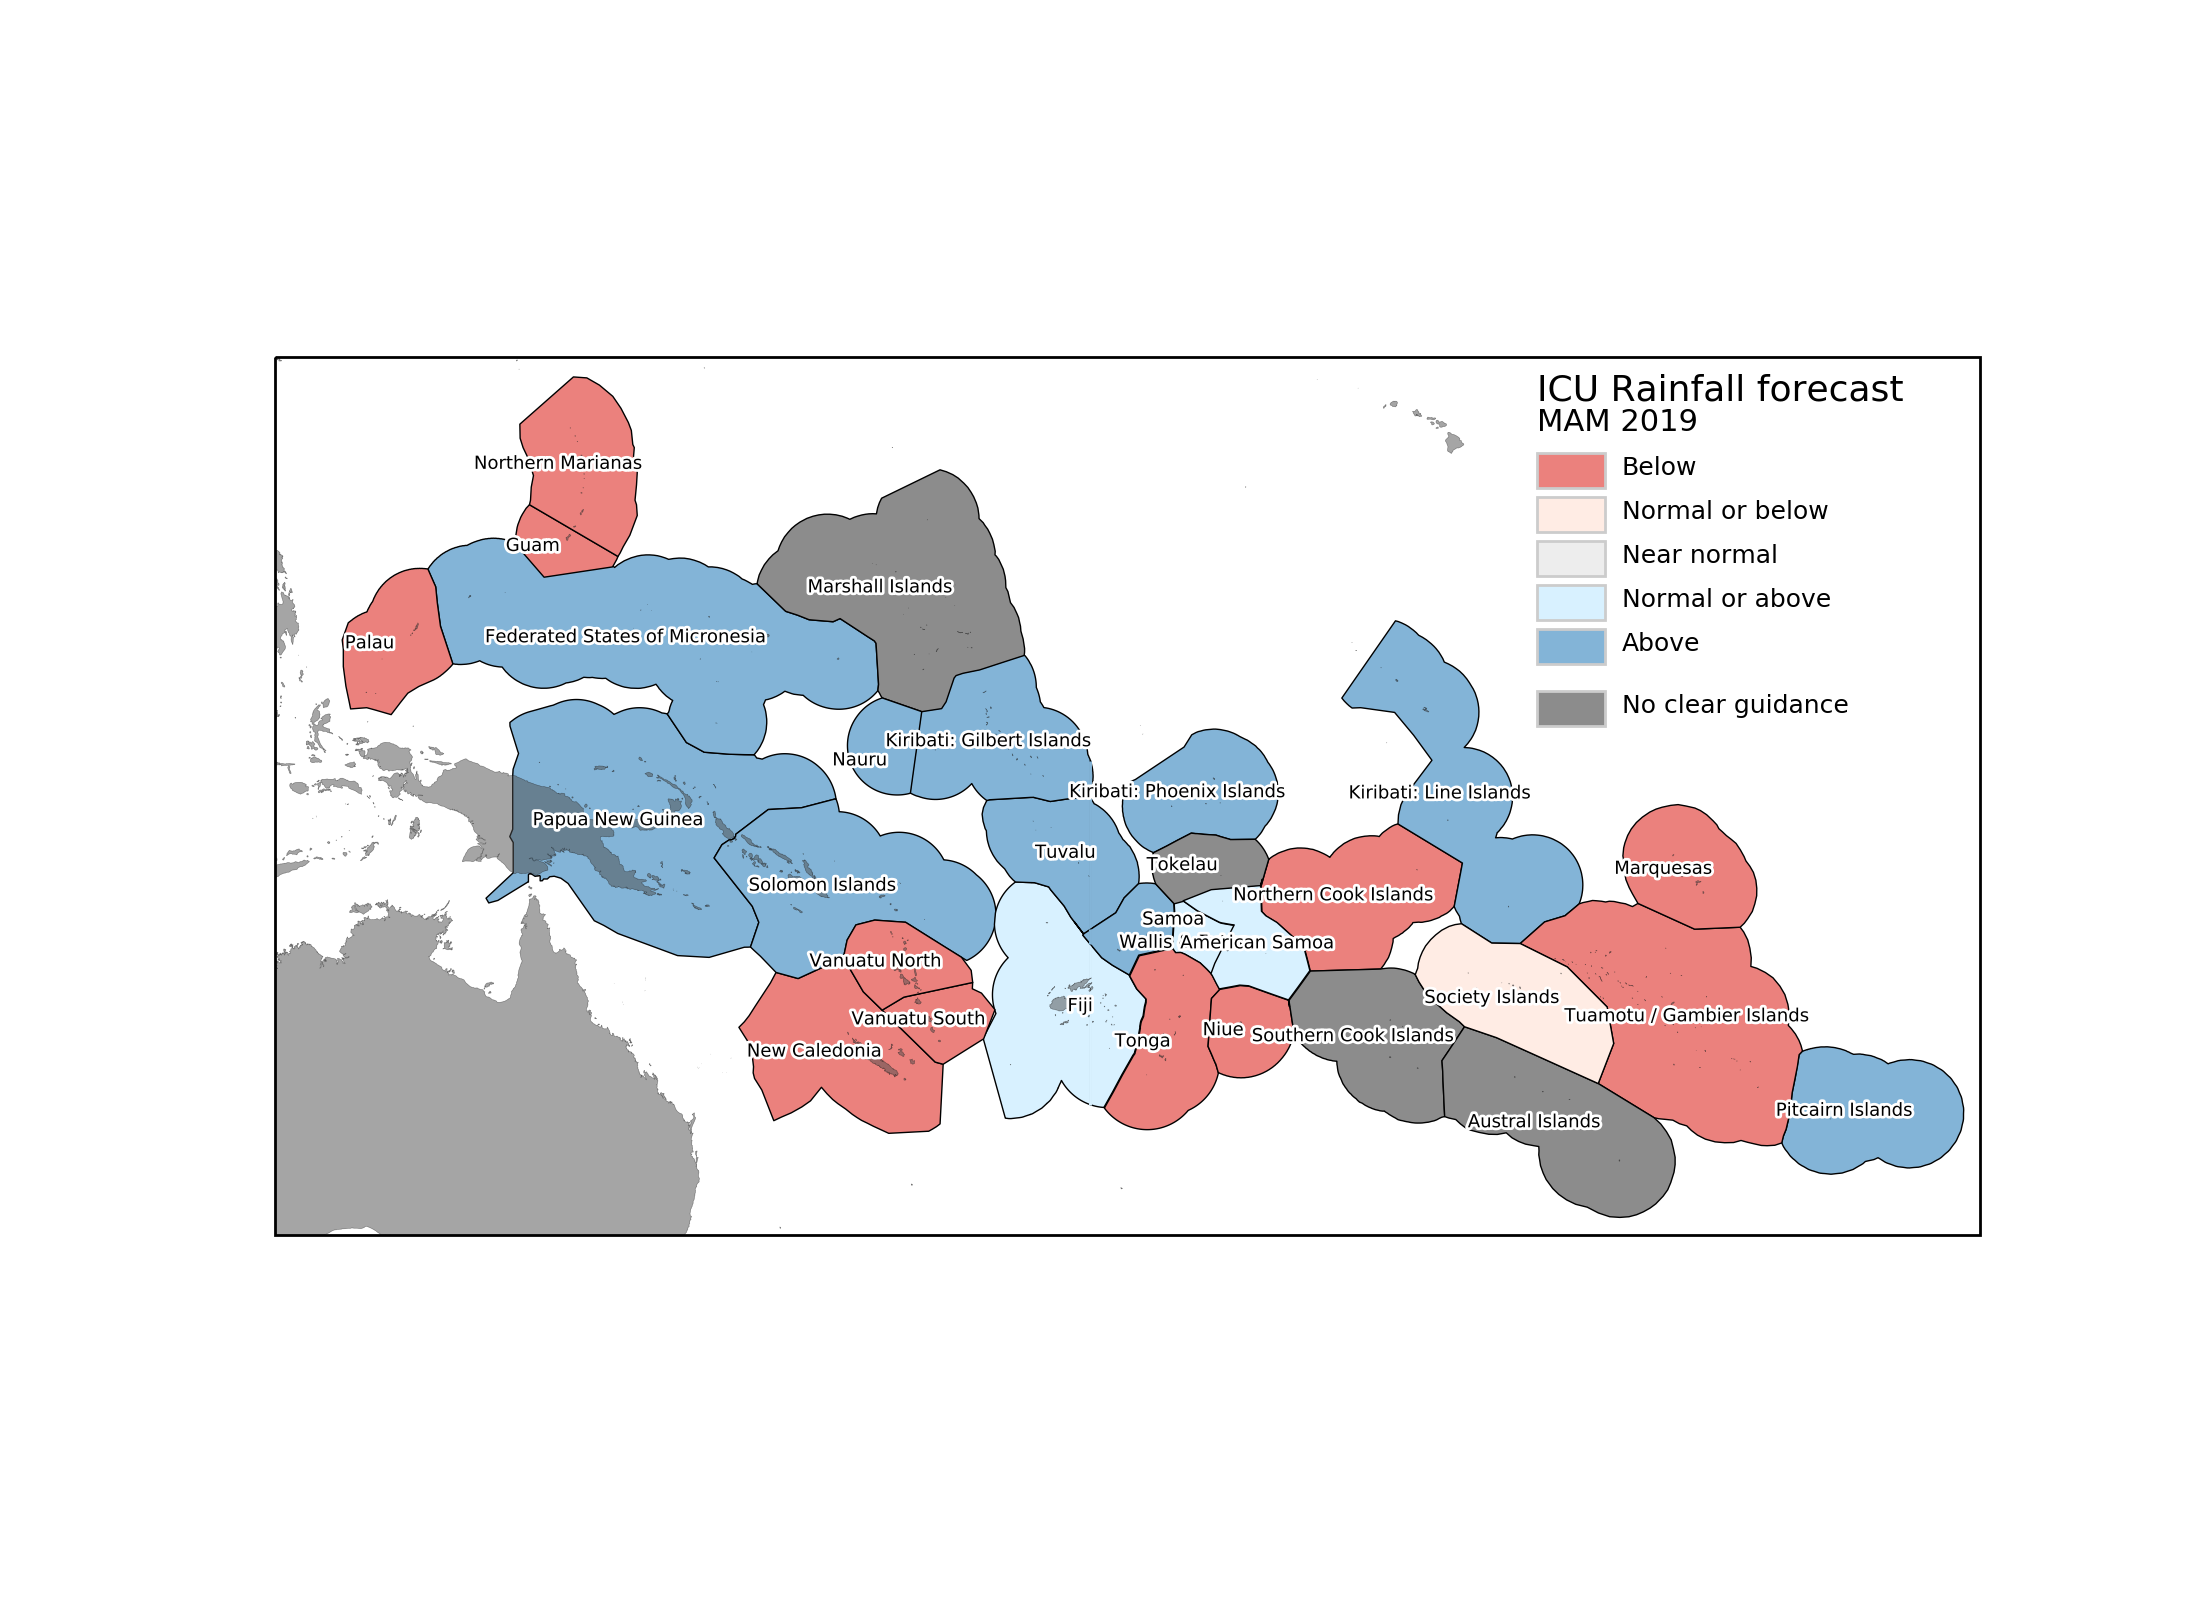 ICU Rainfall forecast
MAM 2019
Below
Normal or below
Near normal
Normal or above
Above
No clear guidance
Northern Marianas
Guam
Marshall Islands
Federated States of Micronesia
Palau
Kiribati: Gilbert Islands
Nauru
Kiribati: Phoenix Islands
Kiribati: Line Islands
Papua New Guinea
Tuvalu
Tokelau
Marquesas
Solomon Islands
Northern Cook Islands
Samoa
Wallis
American Samoa
Vanuatu North
Society Islands
Fiji
Vanuatu South
Tuamotu / Gambier Islands
Niue
Southern Cook Islands
Tonga
New Caledonia
Pitcairn Islands
Austral Islands